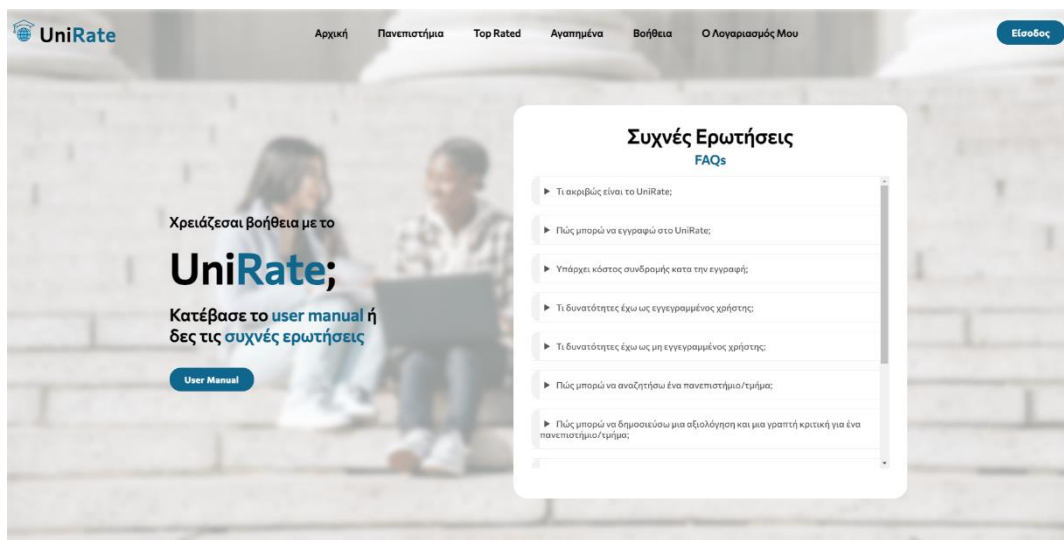 UniRate
Αρχική Πανεπιστήμια Top Rated Αγαπημένα Βοήθεια Ο Λογαριασμός Μου
Είσοδος
Χρειάζεσαι βοήθεια με το
UniRate;
Κατέβασε το user manual ή
δες τις συχνές ερωτήσεις
User Manual
Συχνές Ερωτήσεις
FAQs
▶ Τι ακριβώς είναι το UniRate;
▶ Πώς μπορώ να εγγραφώ στο UniRate;
▶ Υπάρχει κόστος συνδρομής κατα την εγγραφή;
▶ Τι δυνατότητες έχω ως εγγεγραμμένος χρήστης;
▶ Τι δυνατότητες έχω ως μη εγγεγραμμένος χρήστης;
▶ Πώς μπορώ να αναζητήσω ένα πανεπιστήμιο/τμήμα;
▶ Πώς μπορώ να δημοσιεύσω μια αξιολόγηση και μια γραπτή κριτική για ένα
πανεπιστήμιο/τμήμα;